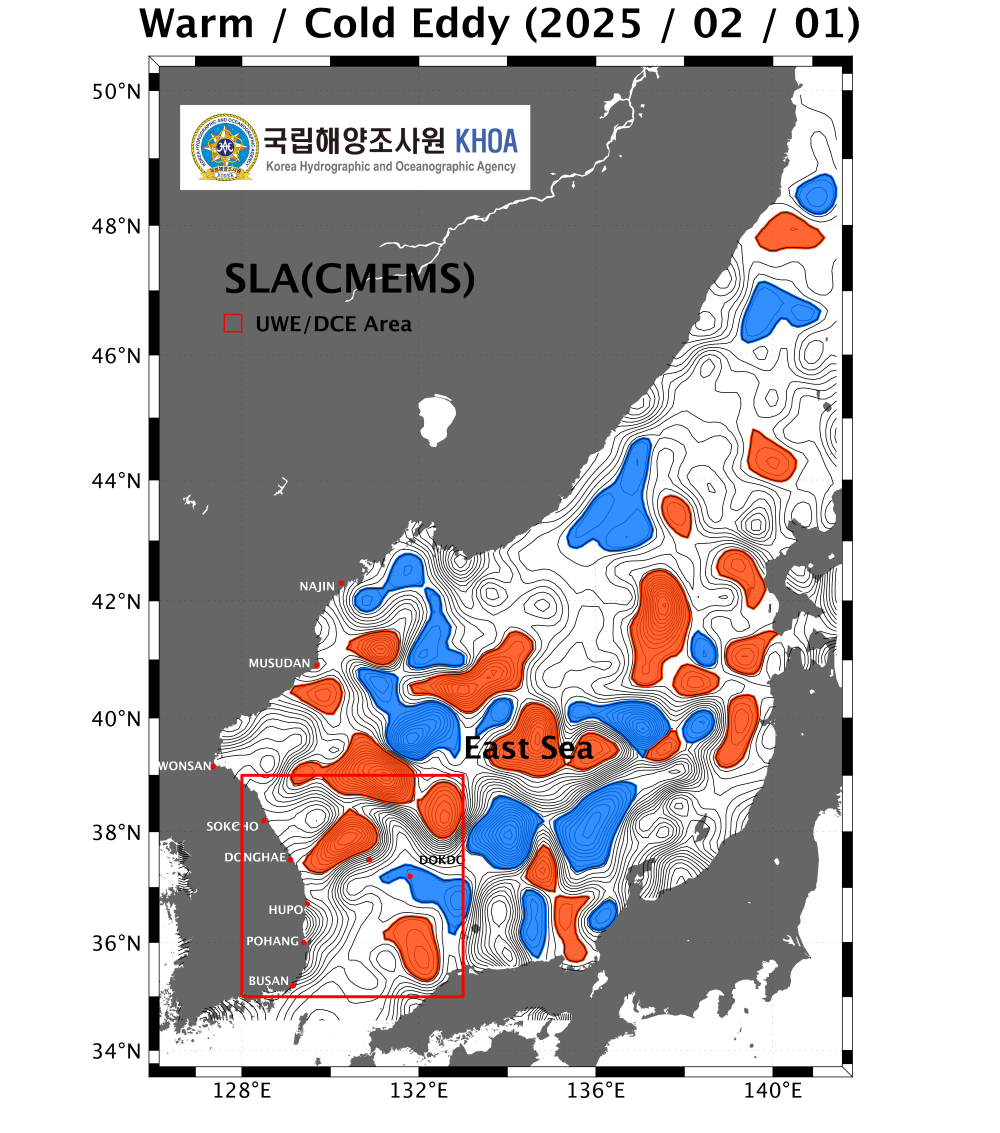 Warm / Cold Eddy (2025 / 02 / 01)
50°N
48°N
46°N
44°N
42°N
40°N
38°N
36°N
34°N
128°E
132°E
136°E
140°E
국립해양조사원 KHOA
Korea Hydrographic and Oceanographic Agency
SLA(CMEMS)
UWE/DCE Area
NAJIN
MUSUDAN
WONSAN
East Sea
SOKCHO
DONGHAE
DOKDO
HUPO
POHANG
BUSAN